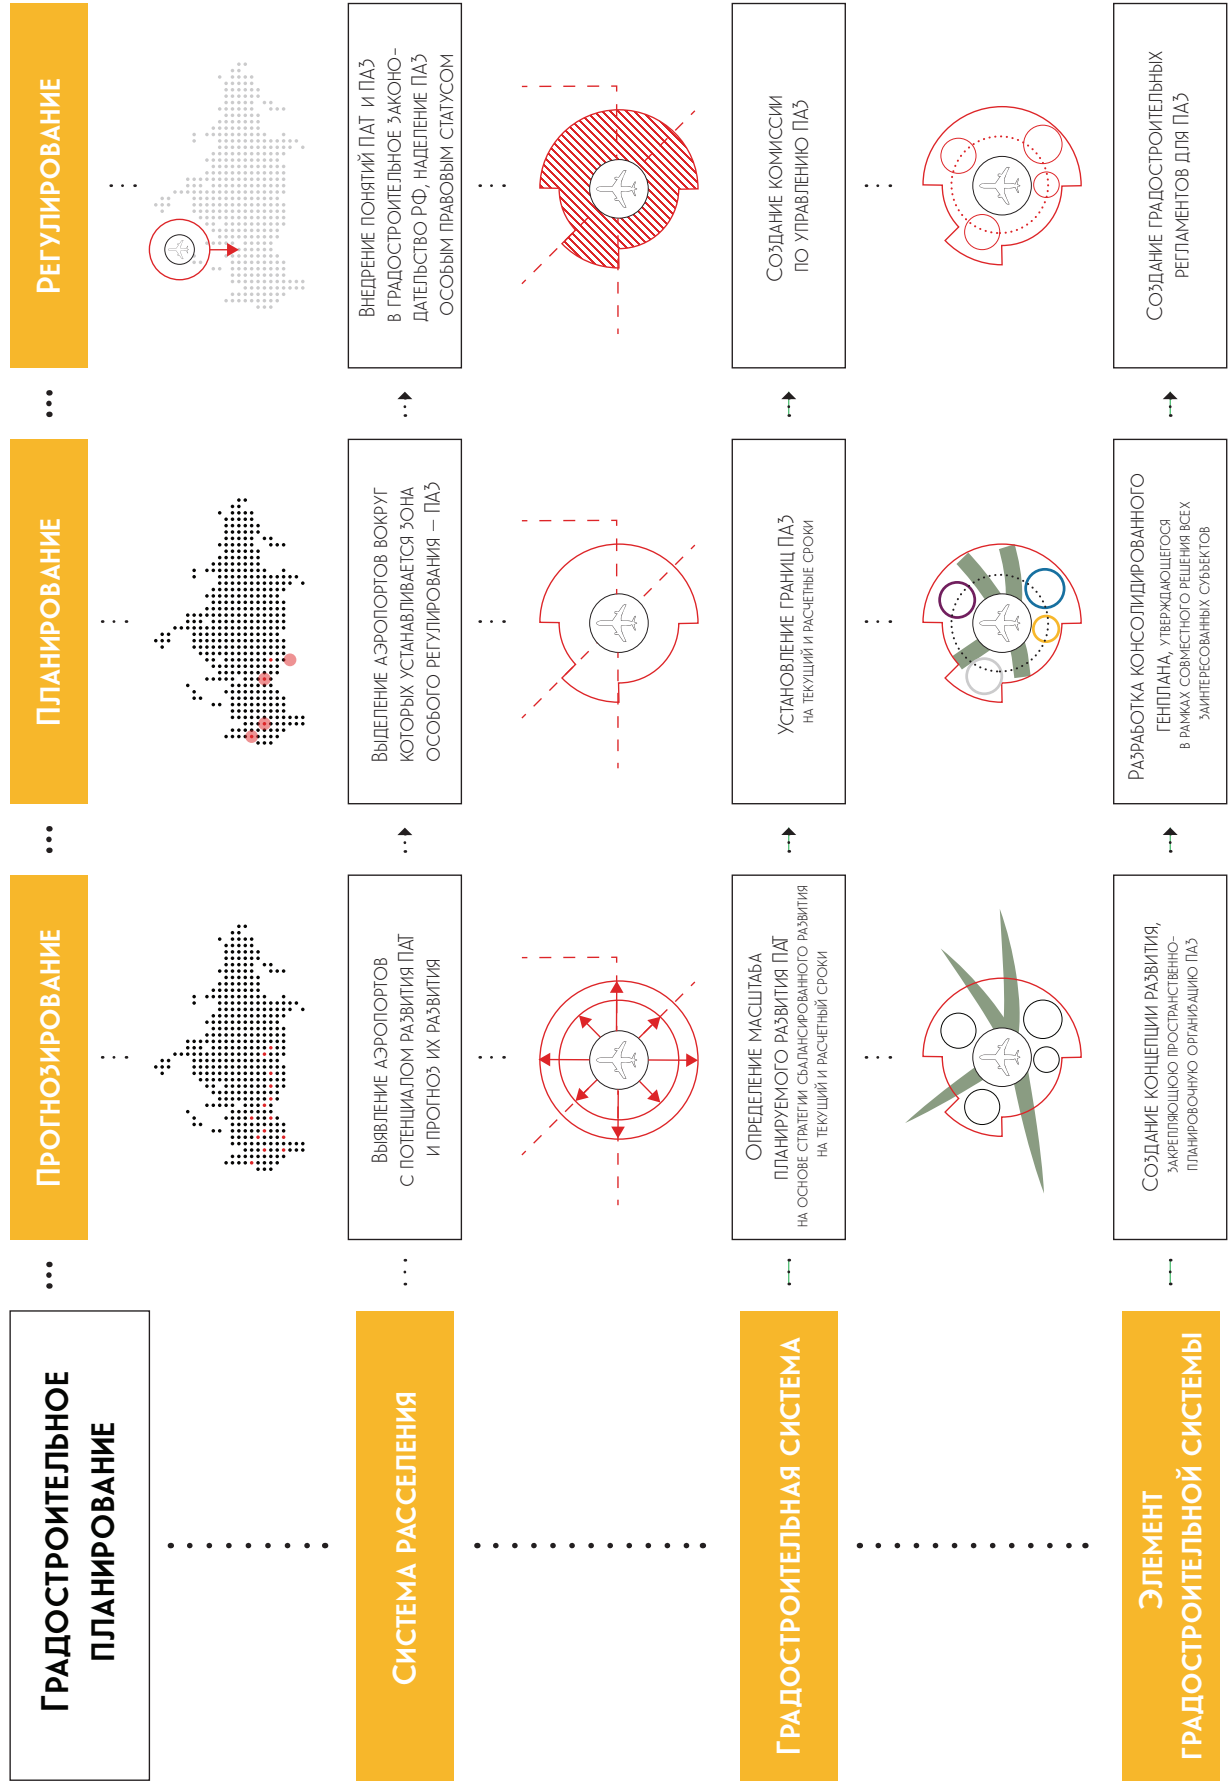 Градостроительное
планирование
Прогнозирование
Планирование
Регулирование
Система расселения
Выявление аэропортов
с потенциалом развития ПАТ
и прогноз их развития
Выделение аэропортов вокруг
которых устанавливается зона
особого регулирования – ПАЗ
Внедрение понятий ПАТ и ПАЗ
в градостроительное законо-
дательство РФ, наделение ПАЗ
особым правовым статусом
Градостроительная система
Определение масштаба
планируемого развития ПАТ
на основе стратегии сбалансированного развития
на текущий и расчетный сроки
Установление границ ПАЗ
на текущий и расчетные сроки
Создание комиссии
по управлению ПАЗ
Элемент
градостроительной системы
Создание концепции развития,
закрепляющую пространственно-
планировочную организацию ПАЗ
Разработка консолидированного
генплана, утверждающегося
в рамках совместного решения всех
заинтересованных субъектов
Создание градостроительных
регламентов для ПАЗ